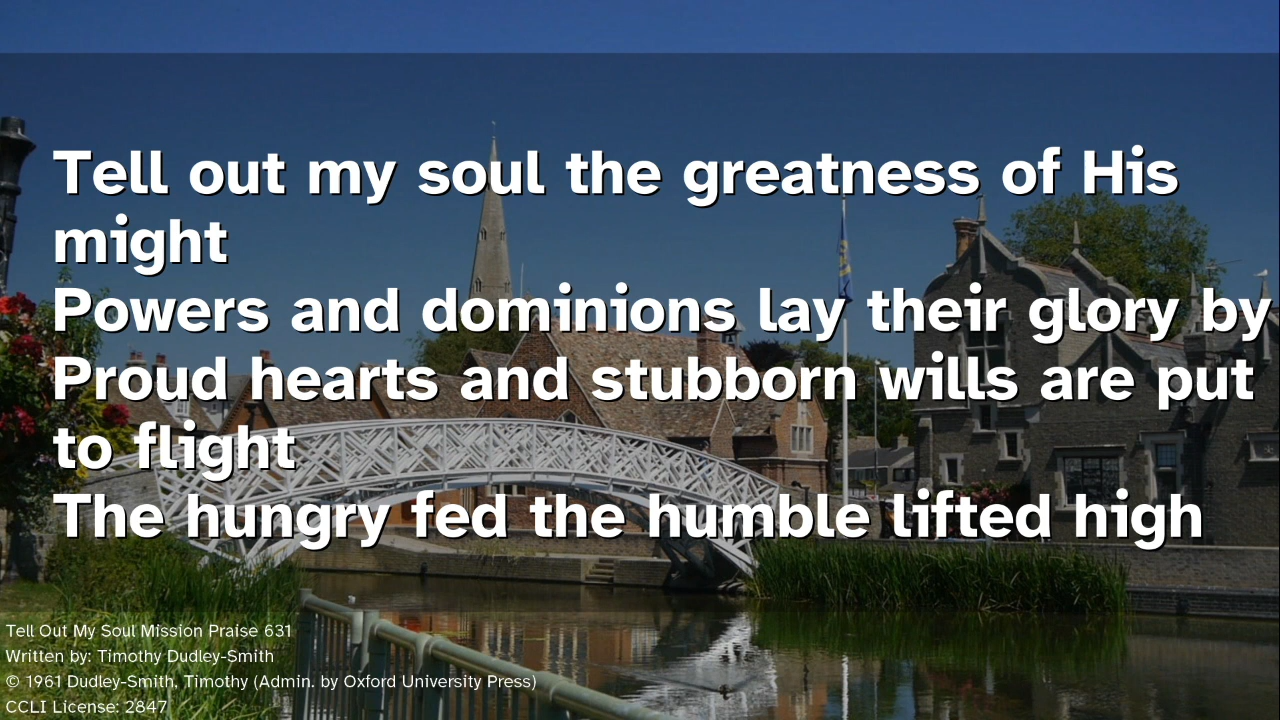 Tell out my soul the greatness of His
might
Powers and dominions lay their glory by
Proud hearts and stubborn wills are put
to flight
The hungry fed the humble lifted high
Tell Out My Soul Mission Praise 631
Written by: Timothy Dudley-Smith
© 1961 Dudley-Smith, Timothy (Admin. by Oxford University Press)
CCLI License: 2847